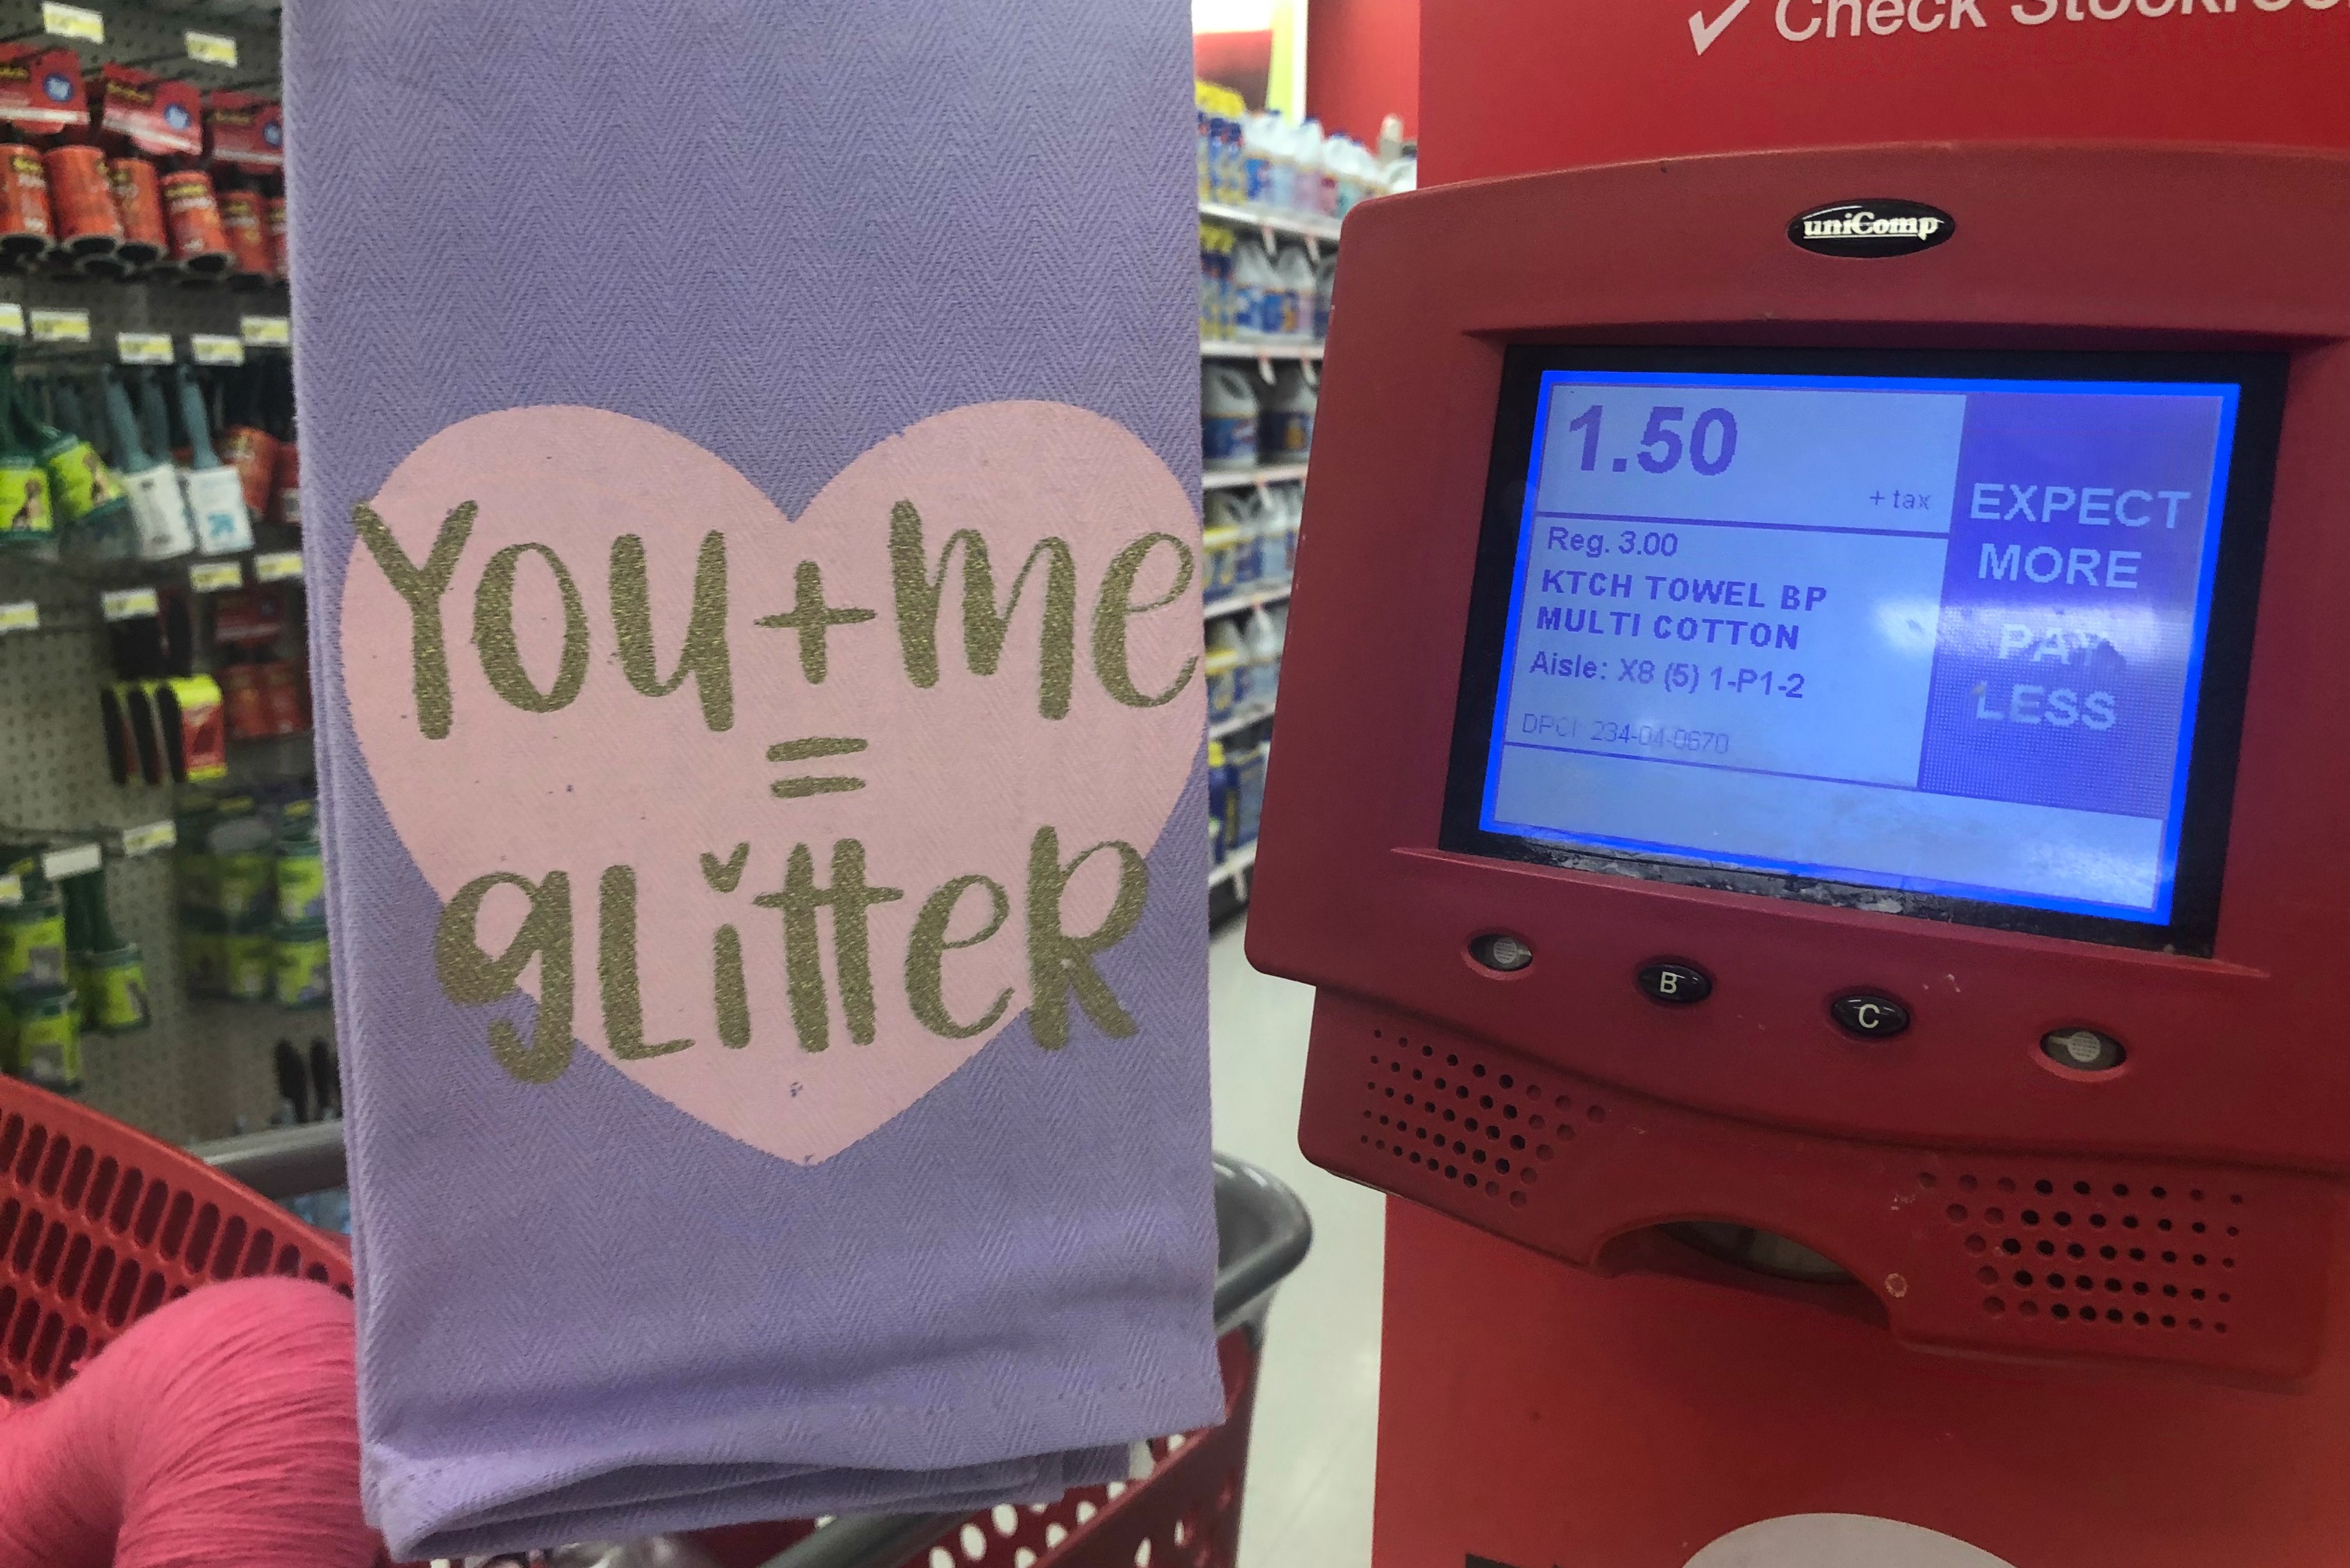 You + me
=
gLitteR
✓ Check
uniComp
1.50
+ tax
Reg. 3.00
KTCH TOWEL BP
MULTI COTTON
Aisle: X8 (5) 1-P1-2
DPCI 234-04-0670
EXPECT
MORE
PAY
LESS
B
C